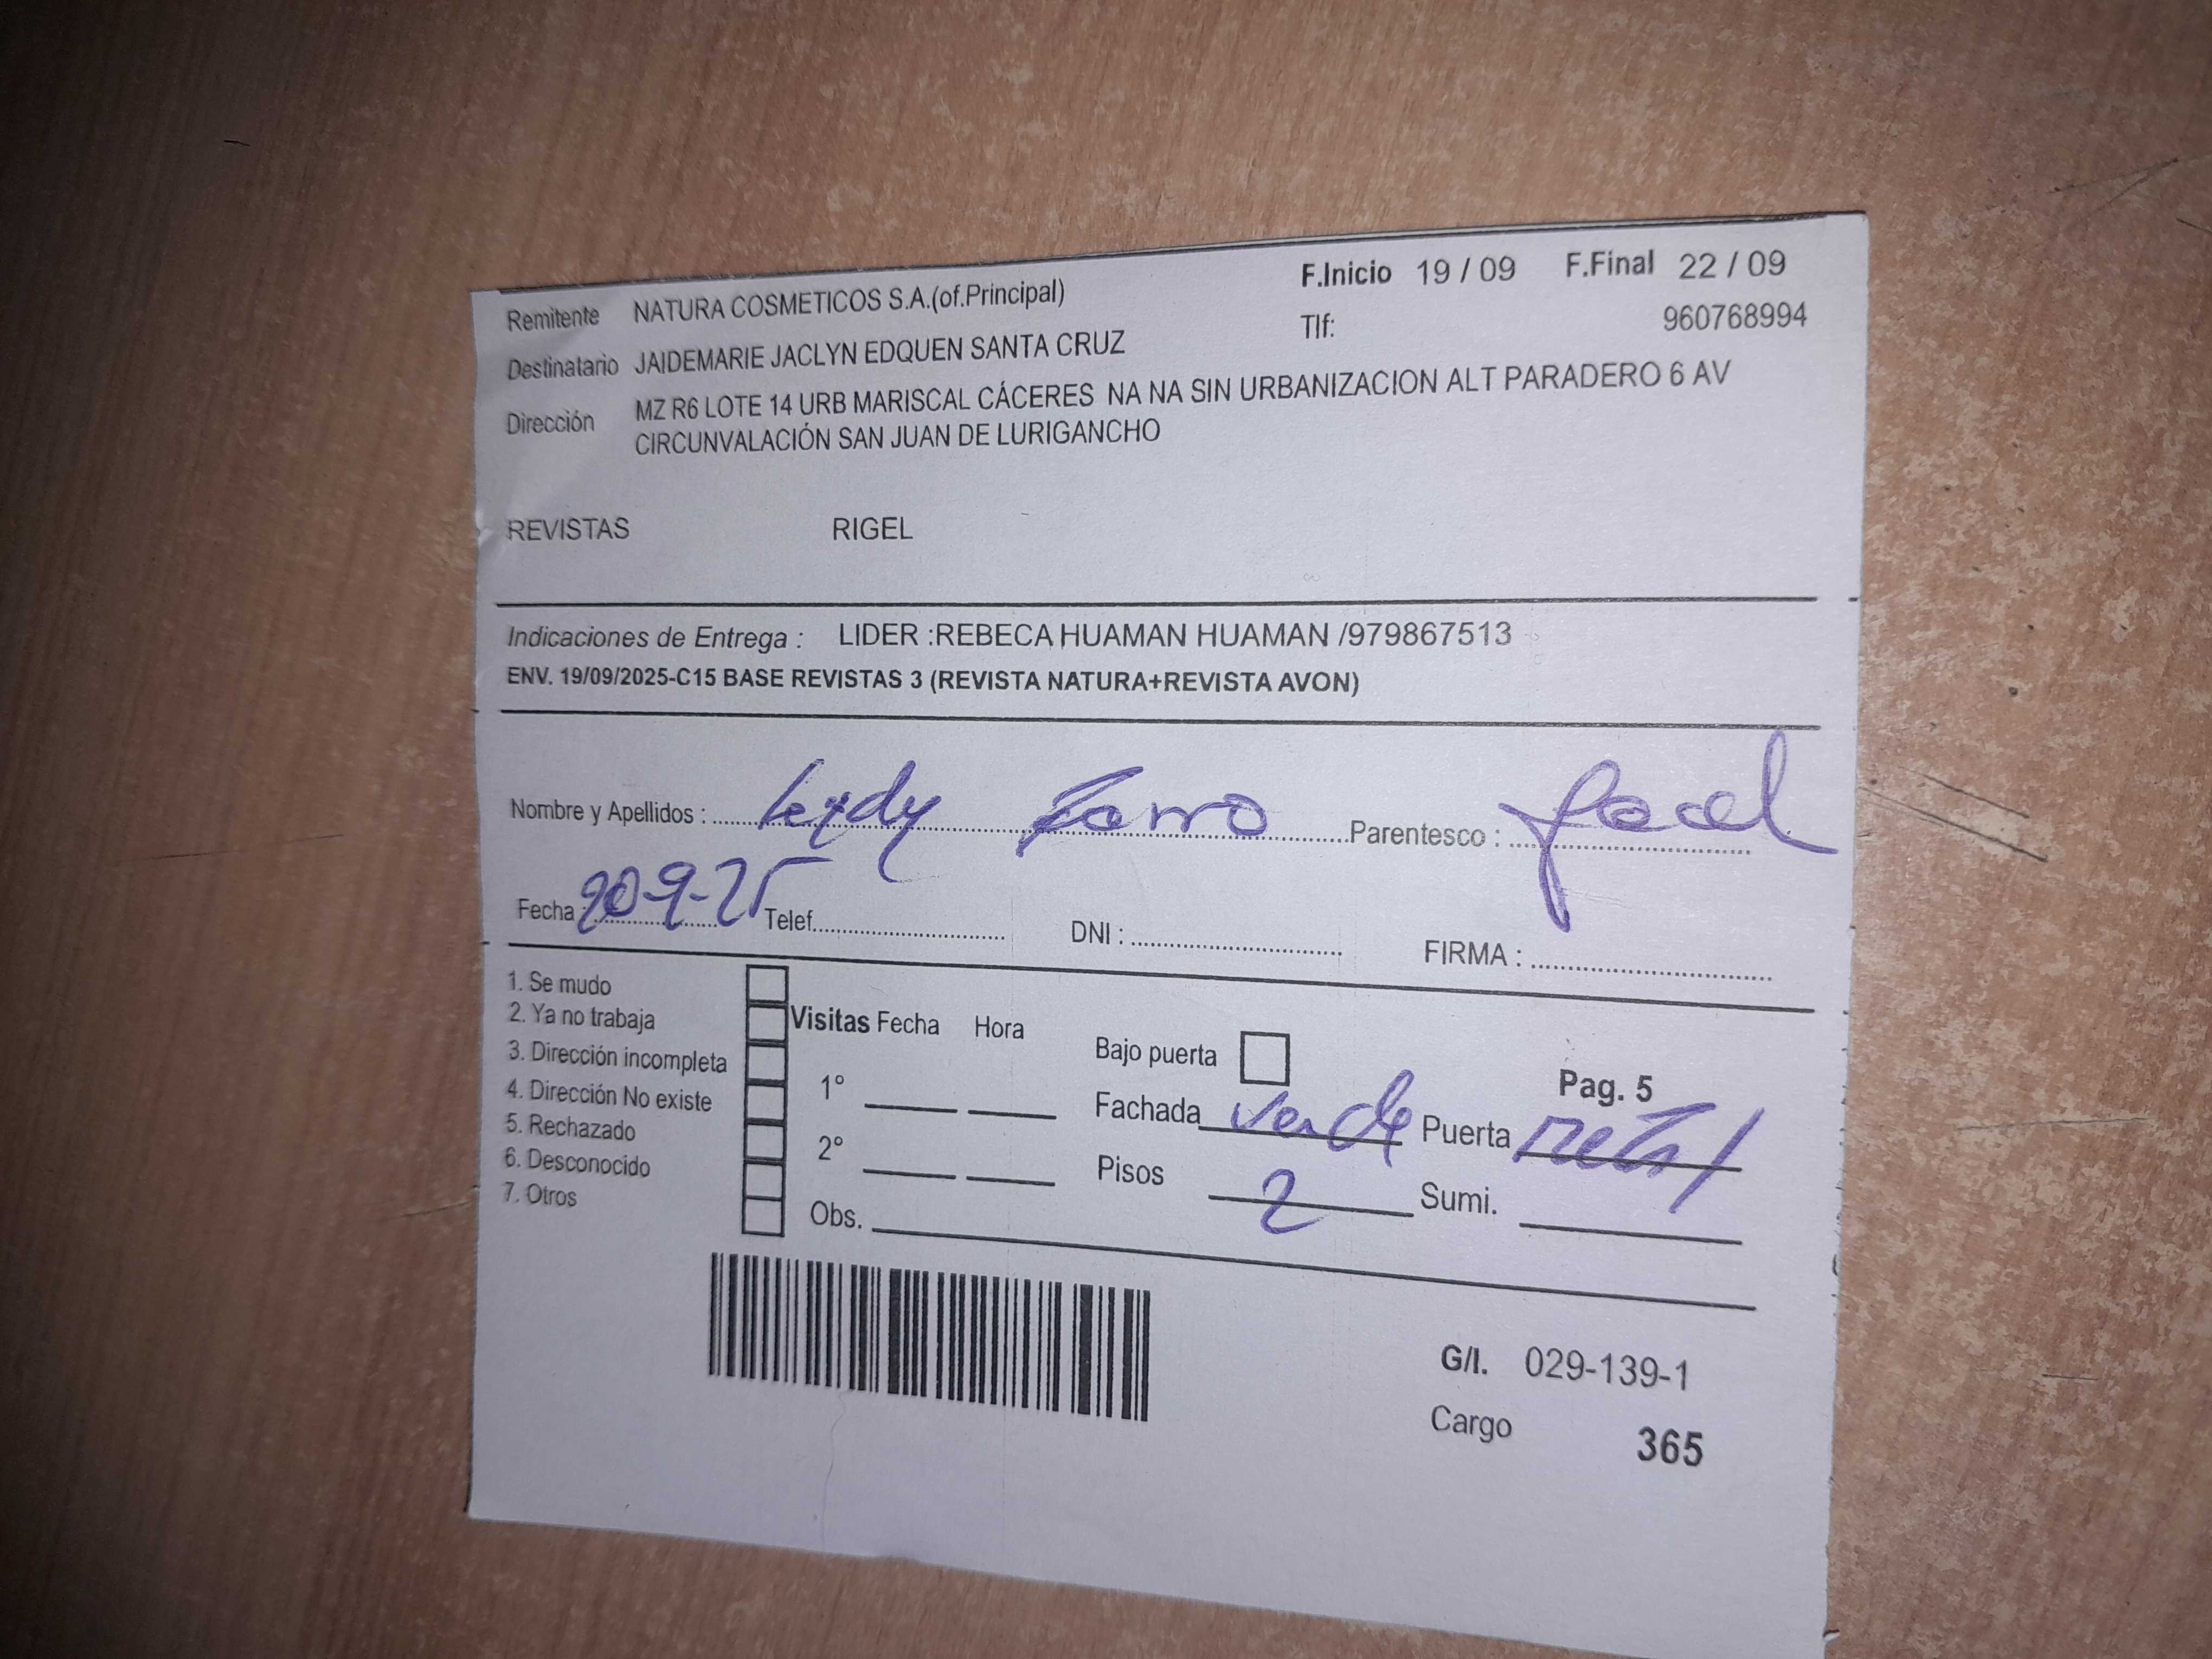 Remitente NATURA COSMETICOS S.A.(of.Principal) F.Inicio 19 / 09 F.Final 22 / 09
Destinatario JAIDEMARIE JACLYN EDQUEN SANTA CRUZ Tlf: 960768994
Dirección MZ R6 LOTE 14 URB MARISCAL CÁCERES NA NA SIN URBANIZACION ALT PARADERO 6 AV
CIRCUNVALACIÓN SAN JUAN DE LURIGANCHO
REVISTAS RIGEL
Indicaciones de Entrega : LIDER :REBECA HUAMAN HUAMAN /979867513
ENV. 19/09/2025-C15 BASE REVISTAS 3 (REVISTA NATURA+REVISTA AVON)
Nombre y Apellidos : Parentesco :
Fecha : 20-9-25 Telef. DNI : FIRMA :
1. Se mudo
2. Ya no trabaja
3. Dirección incompleta
4. Dirección No existe
5. Rechazado
6. Desconocido
7. Otros
Visitas Fecha Hora
1°
2°
Obs.
Bajo puerta Pag. 5
Fachada verde Puerta metal
Pisos 2 Sumi.
G/I. 029-139-1
Cargo 365